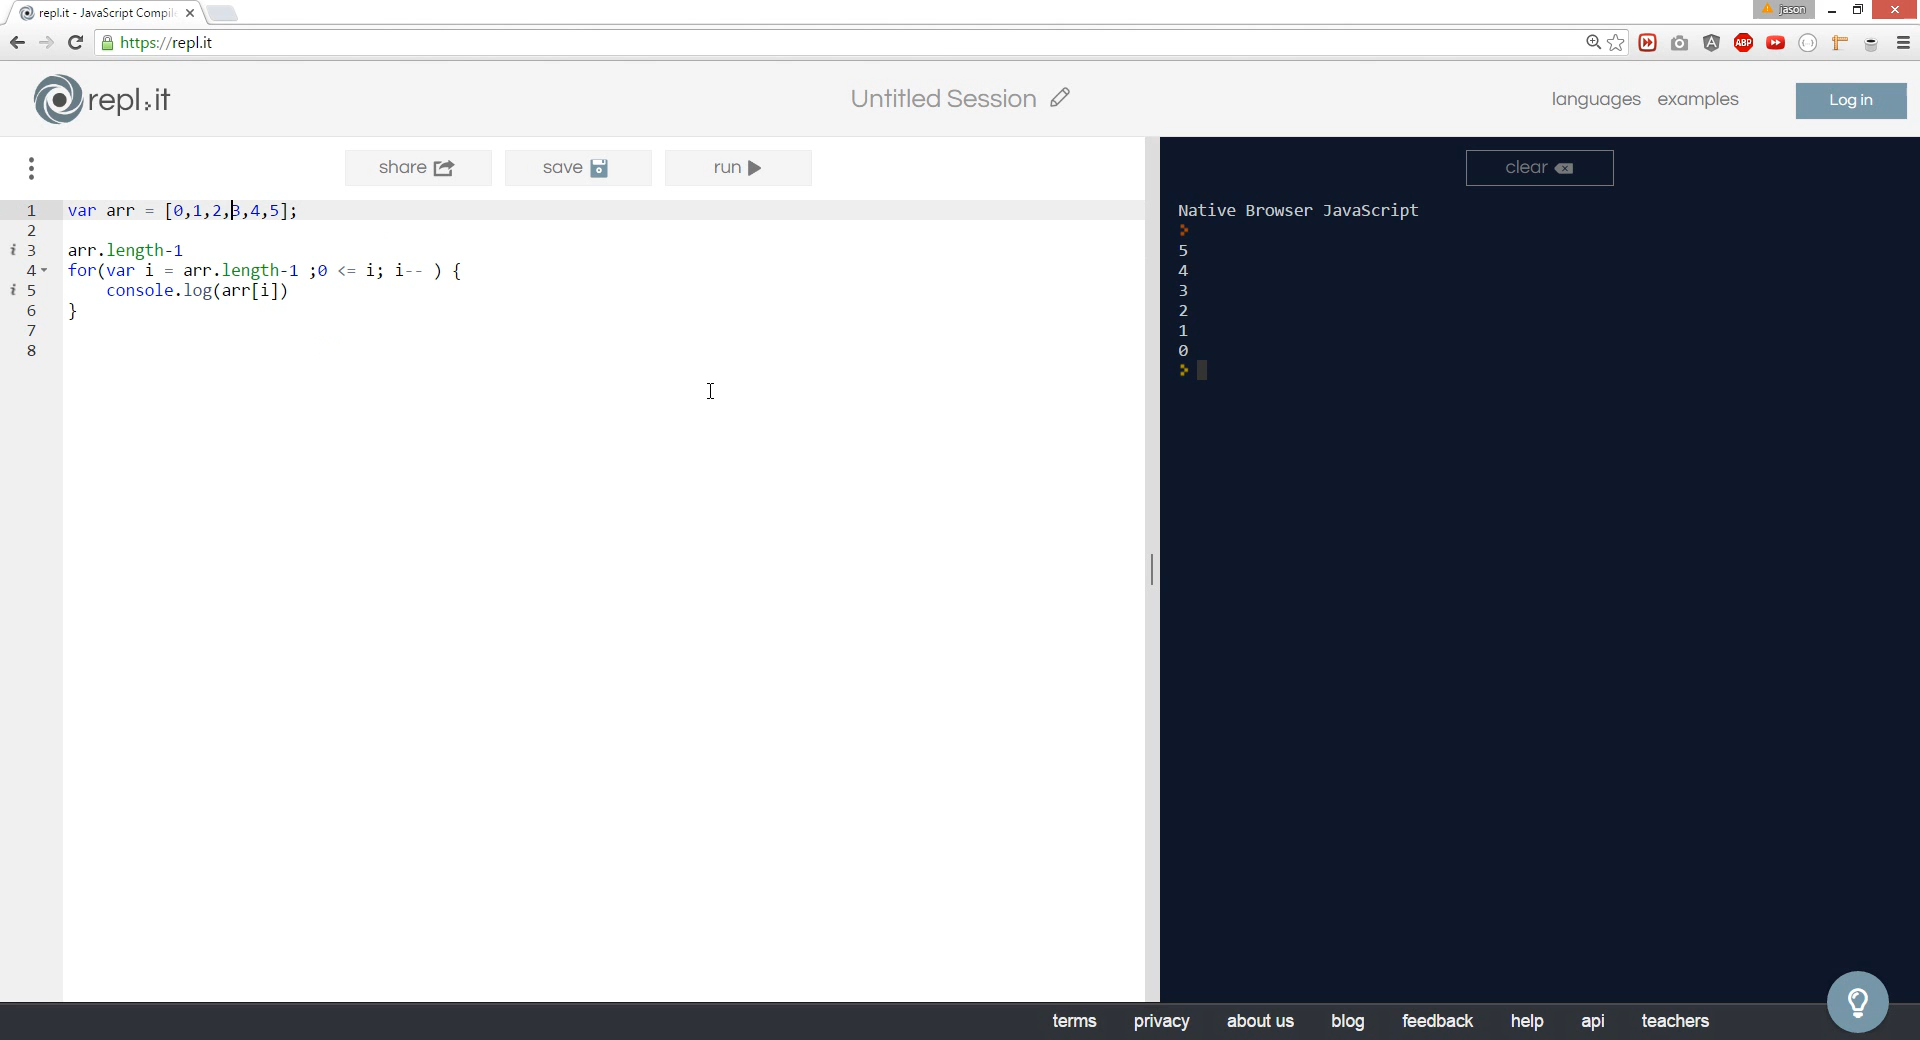 repl.it - JavaScript Compil
jason
https://repl.it
ABP
repl.it
Untitled Session
languages examples
Log in
share
save
run
clear
1 var arr = [0,1,2,3,4,5];
2
3 arr.length-1
4 for(var i = arr.length-1 ;0 <= i; i-- ) {
5 console.log(arr[i])
6 }
7
8
Native Browser JavaScript
5
4
3
2
1
0
terms privacy about us blog feedback help api teachers